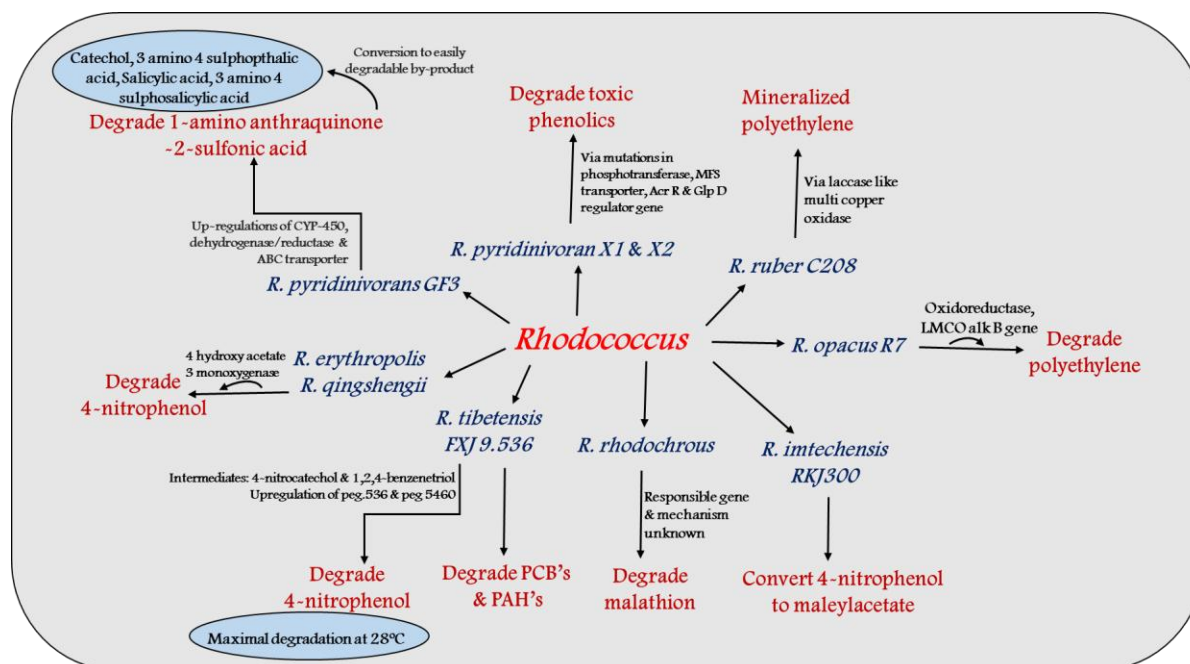 Catechol, 3 amino 4 sulphopthalic
acid, Salicylic acid, 3 amino 4
sulphosalicylic acid
Conversion to easily
degradable by-product
Degrade 1-amino anthraquinone
-2-sulfonic acid
Up-regulations of CYP-450,
dehydrogenase/reductase &
ABC transporter
R. pyridinivorans GF3
Degrade toxic
phenolics
Via mutations in
phosphotransferase, MFS
transporter, Acr R & Glp D
regulator gene
R. pyridinivoran X1 & X2
Mineralized
polyethylene
Via laccase like
multi copper
oxidase
R. ruber C208
Rhodococcus
R. opacus R7
Oxidoreductase,
LMCO alk B gene
Degrade
polyethylene
R. erythropolis
R. qingshengii
4 hydroxy acetate
3 monoxygenase
Degrade
4-nitrophenol
R. tibetensis
FXJ 9.536
Intermediates: 4-nitrocatechol & 1,2,4-benzenetriol
Upregulation of peg.536 & peg 5460
Degrade
4-nitrophenol
Maximal degradation at 28°C
Degrade PCB's
& PAH's
R. rhodochrous
Responsible gene
& mechanism
unknown
Degrade
malathion
R. imtechensis
RKJ300
Convert 4-nitrophenol
to maleylacetate